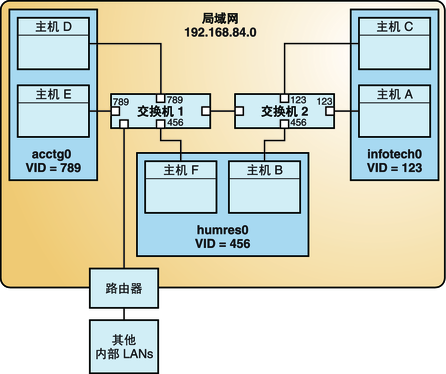 局域网
192.168.84.0
主机 D
主机 C
789
789
交换机 1
456
123
123
交换机 2
456
主机 E
主机 A
acctg0
VID = 789
infotech0
VID = 123
主机 F
主机 B
humres0
VID = 456
路由器
其他
内部 LANs